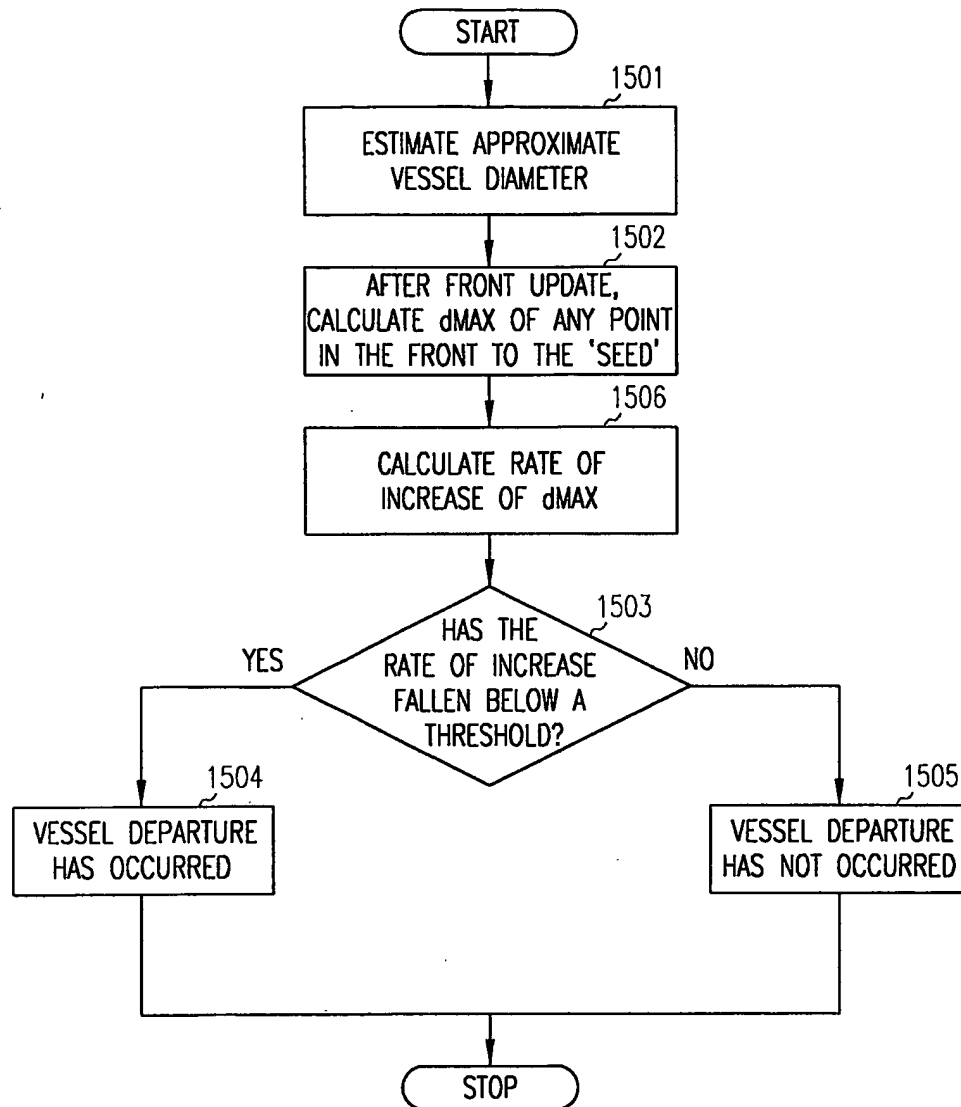 START
1501
ESTIMATE APPROXIMATE
VESSEL DIAMETER
1502
AFTER FRONT UPDATE,
CALCULATE dMAX OF ANY POINT
IN THE FRONT TO THE 'SEED'
1506
CALCULATE RATE OF
INCREASE OF dMAX
1503
HAS THE
RATE OF INCREASE
FALLEN BELOW A
THRESHOLD?
YES
NO
1504
VESSEL DEPARTURE
HAS OCCURRED
1505
VESSEL DEPARTURE
HAS NOT OCCURRED
STOP